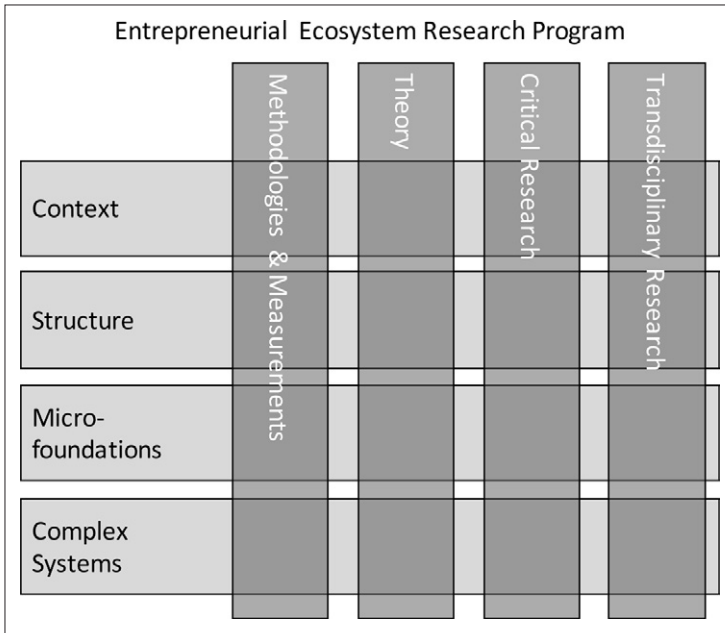 Entrepreneurial Ecosystem Research Program
Methodologies & Measurements
Theory
Critical Research
Transdisciplinary Research
Context
Structure
Micro-
foundations
Complex
Systems